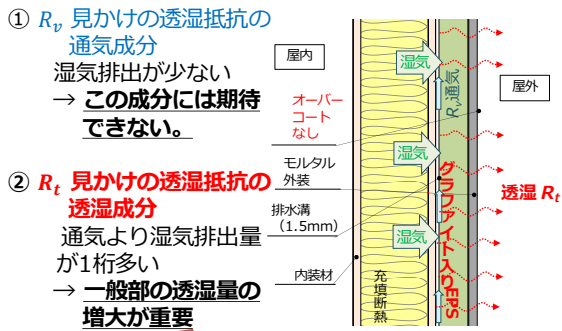 ① Rv 見かけの透湿抵抗の
通気成分
湿気排出が少ない
→ この成分には期待
できない。
② Rt 見かけの透湿抵抗の
透湿成分
通気より湿気排出量
が1桁多い
→ 一般部の透湿量の
増大が重要
屋内
オーバー
コート
なし
モルタル
外装
排水溝
（1.5mm）
内装材
湿気
湿気
湿気
充填断熱
Rv通気
グラファイト入りEPS
屋外
透湿 Rt